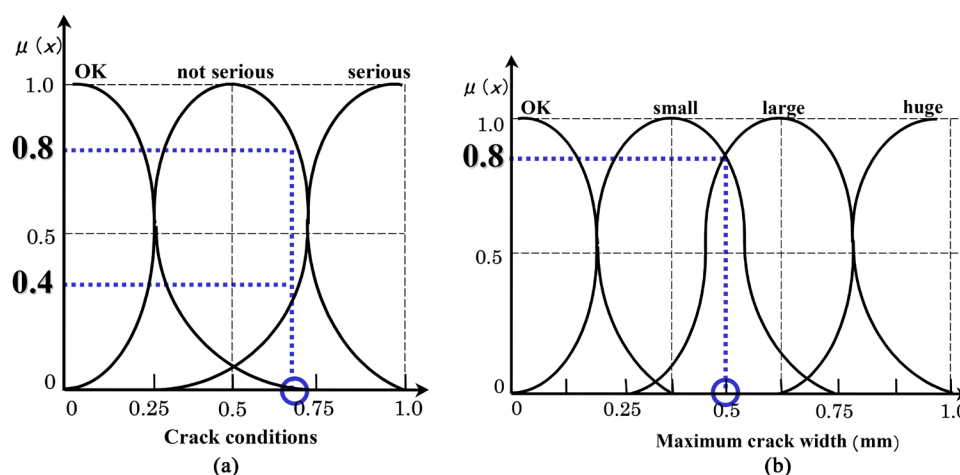 μ (x)
OK not serious serious
1.0
0.8
0.5
0.4
0
0 0.25 0.5 0.75 1.0
Crack conditions
(a)
μ (x)
OK small large huge
1.0
0.8
0.5
0
0 0.25 0.5 0.75 1.0
Maximum crack width (mm)
(b)